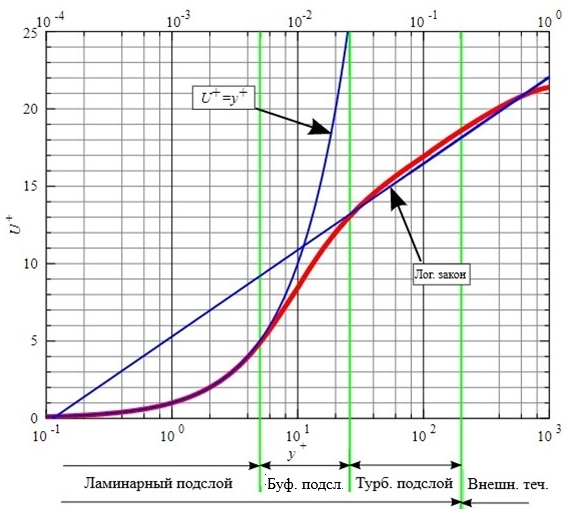 10⁻⁴ 10⁻³ 10⁻² 10⁻¹ 10⁰
25
U⁺=y⁺
20
15
U⁺
10
Лог. закон
5
0
10⁻¹ 10⁰ 10¹ 10² 10³
y⁺
Ламинарный подслой Буф. подсл. Турб. подслой Внешн. теч.